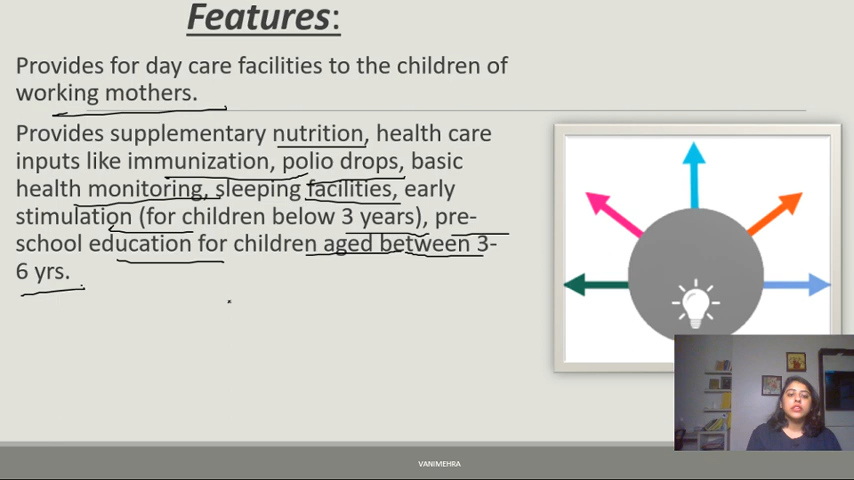 Features:
Provides for day care facilities to the children of
working mothers.
Provides supplementary nutrition, health care
inputs like immunization, polio drops, basic
health monitoring, sleeping facilities, early
stimulation (for children below 3 years), pre-
school education for children aged between 3-
6 yrs.
VANIMEHRA